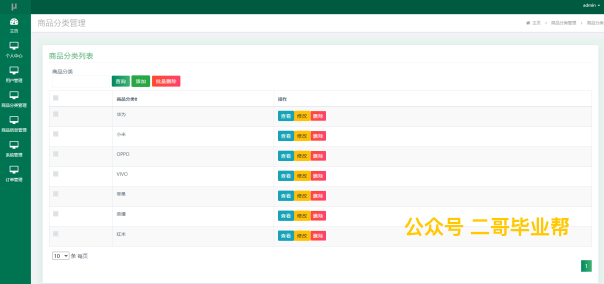 μ
admin
商品分类管理
主页 商品分类管理 商品分类
主页
个人中心
用户管理
商品分类管理
商品信息管理
系统管理
订单管理
商品分类列表
商品分类
查询 添加 批量删除
商品分类 操作
华为 查看 修改 删除
小米 查看 修改 删除
OPPO 查看 修改 删除
VIVO 查看 修改 删除
查看 修改 删除
查看 修改 删除
红米 查看 修改 删除
公众号 二哥毕业帮
10 条 每页
1